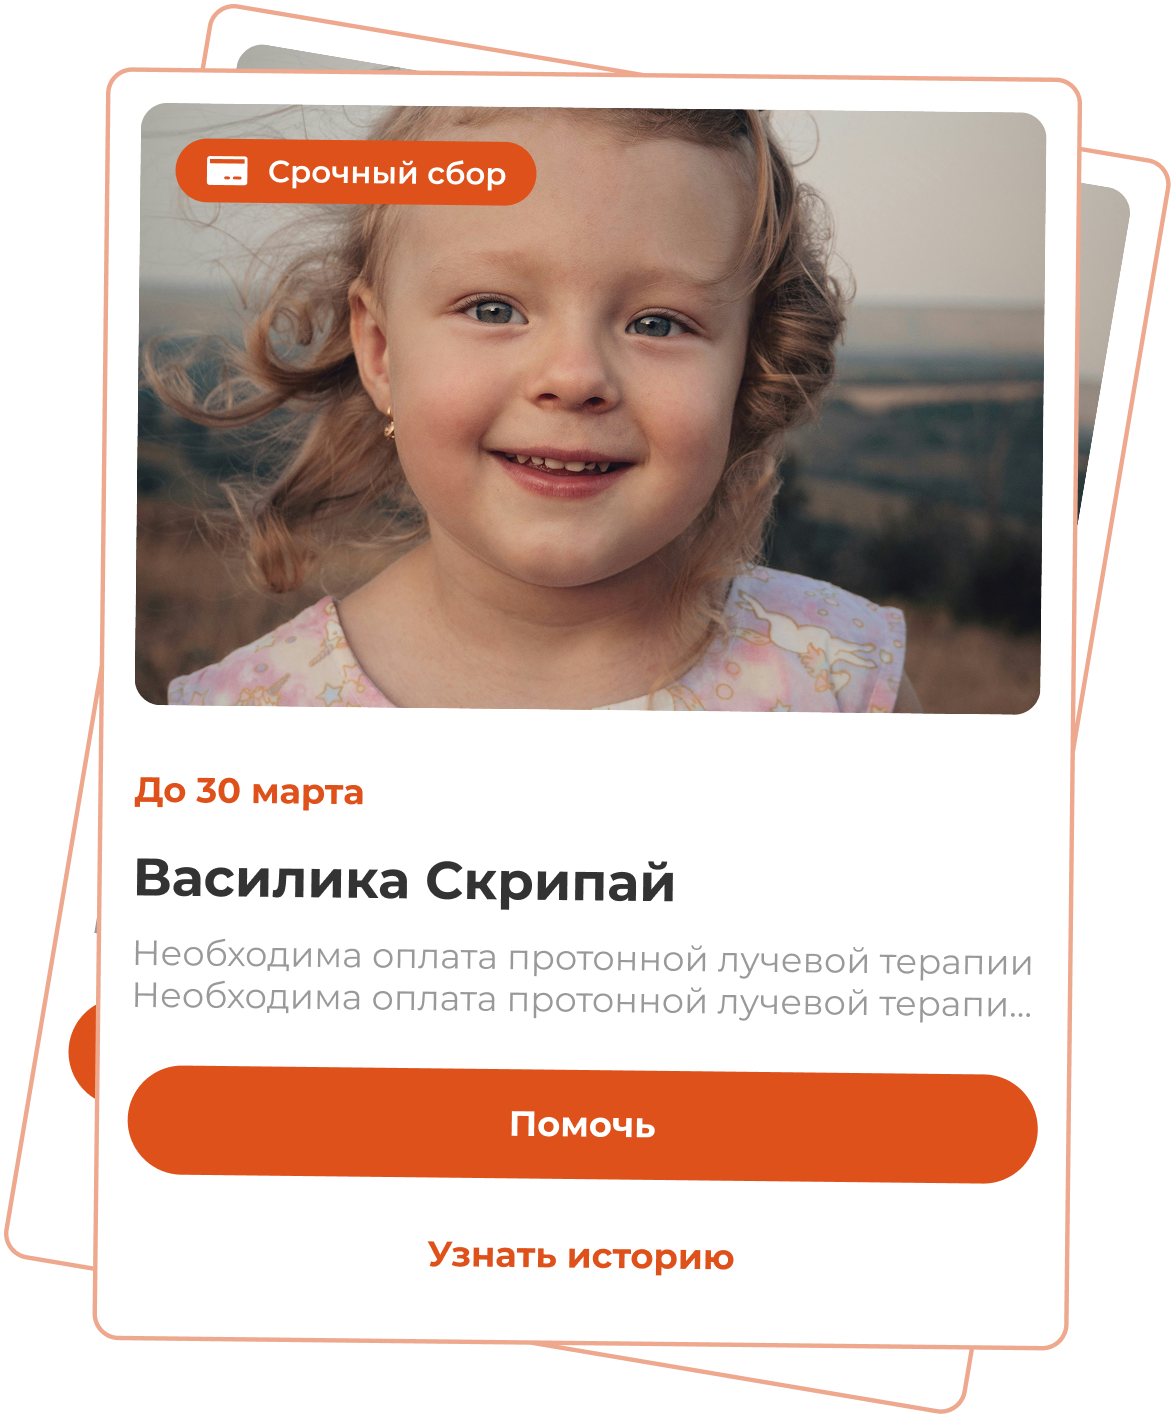 Срочный сбор
До 30 марта
Василика Скрипай
Необходима оплата протонной лучевой терапии
Необходима оплата протонной лучевой терапи...
Помочь
Узнать историю